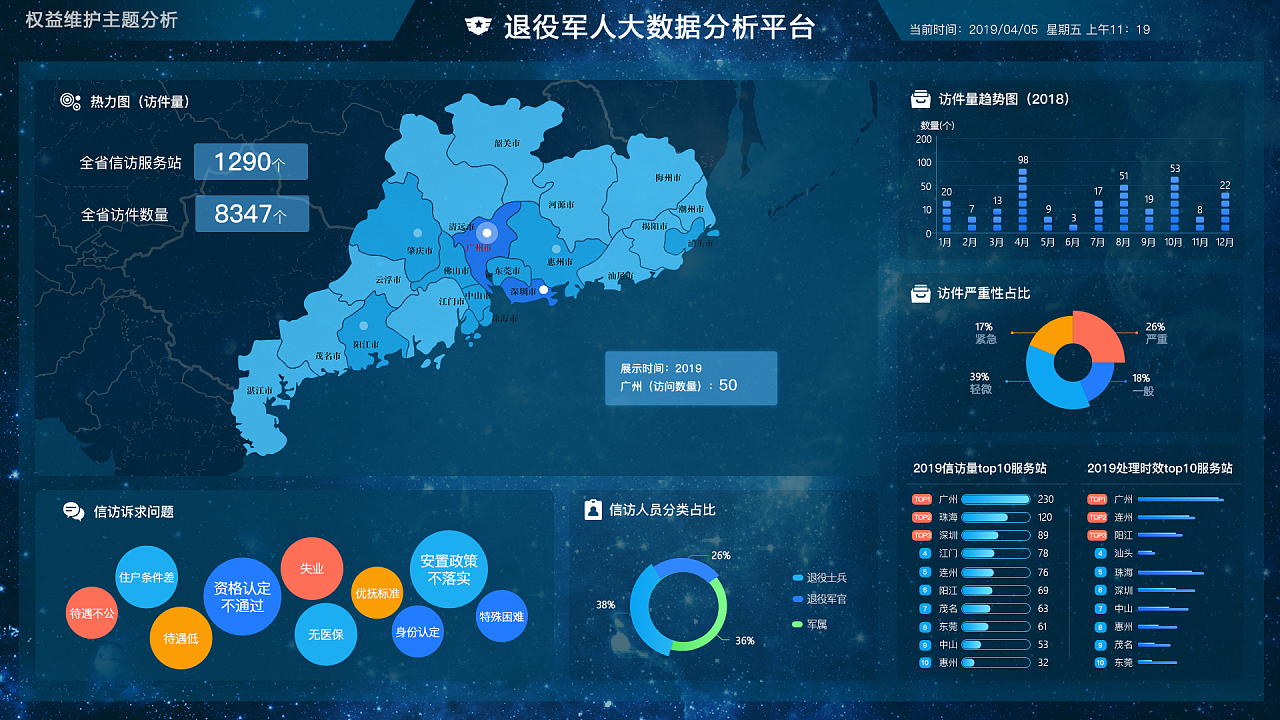 权益维护主题分析
退役军人大数据分析平台
当前时间：2019/04/05 星期五 上午11：19
热力图（访件量）
全省信访服务站 1290个
全省访件数量 8347个
韶关市
梅州市
河源市
潮州市
清远市
揭阳市
广州市
汕头市
肇庆市
惠州市
佛山市
东莞市
云浮市
汕尾市
深圳市
中山市
江门市
珠海市
阳江市
茂名市
湛江市
展示时间：2019
广州（访问数量）：50
访件量趋势图（2018）
数量(个)
200
100
50
10
0
20 7 13 98 9 3 17 51 19 53 8 22
1月 2月 3月 4月 5月 6月 7月 8月 9月 10月 11月 12月
访件严重性占比
17%
紧急
26%
严重
39%
轻微
18%
一般
信访诉求问题
待遇不公
住户条件差
待遇低
资格认定
不通过
失业
无医保
优抚标准
身份认定
安置政策
不落实
特殊困难
信访人员分类占比
26%
38%
36%
退役士兵
退役军官
军属
2019信访量top10服务站
TOP1 广州 230
TOP2 珠海 120
TOP3 深圳 89
4 江门 78
5 连州 76
6 阳江 69
7 茂名 63
8 东莞 61
9 中山 53
10 惠州 32
2019处理时效top10服务站
TOP1 广州
TOP2 连州
TOP3 阳江
4 汕头
5 珠海
6 深圳
7 中山
8 惠州
9 茂名
10 东莞